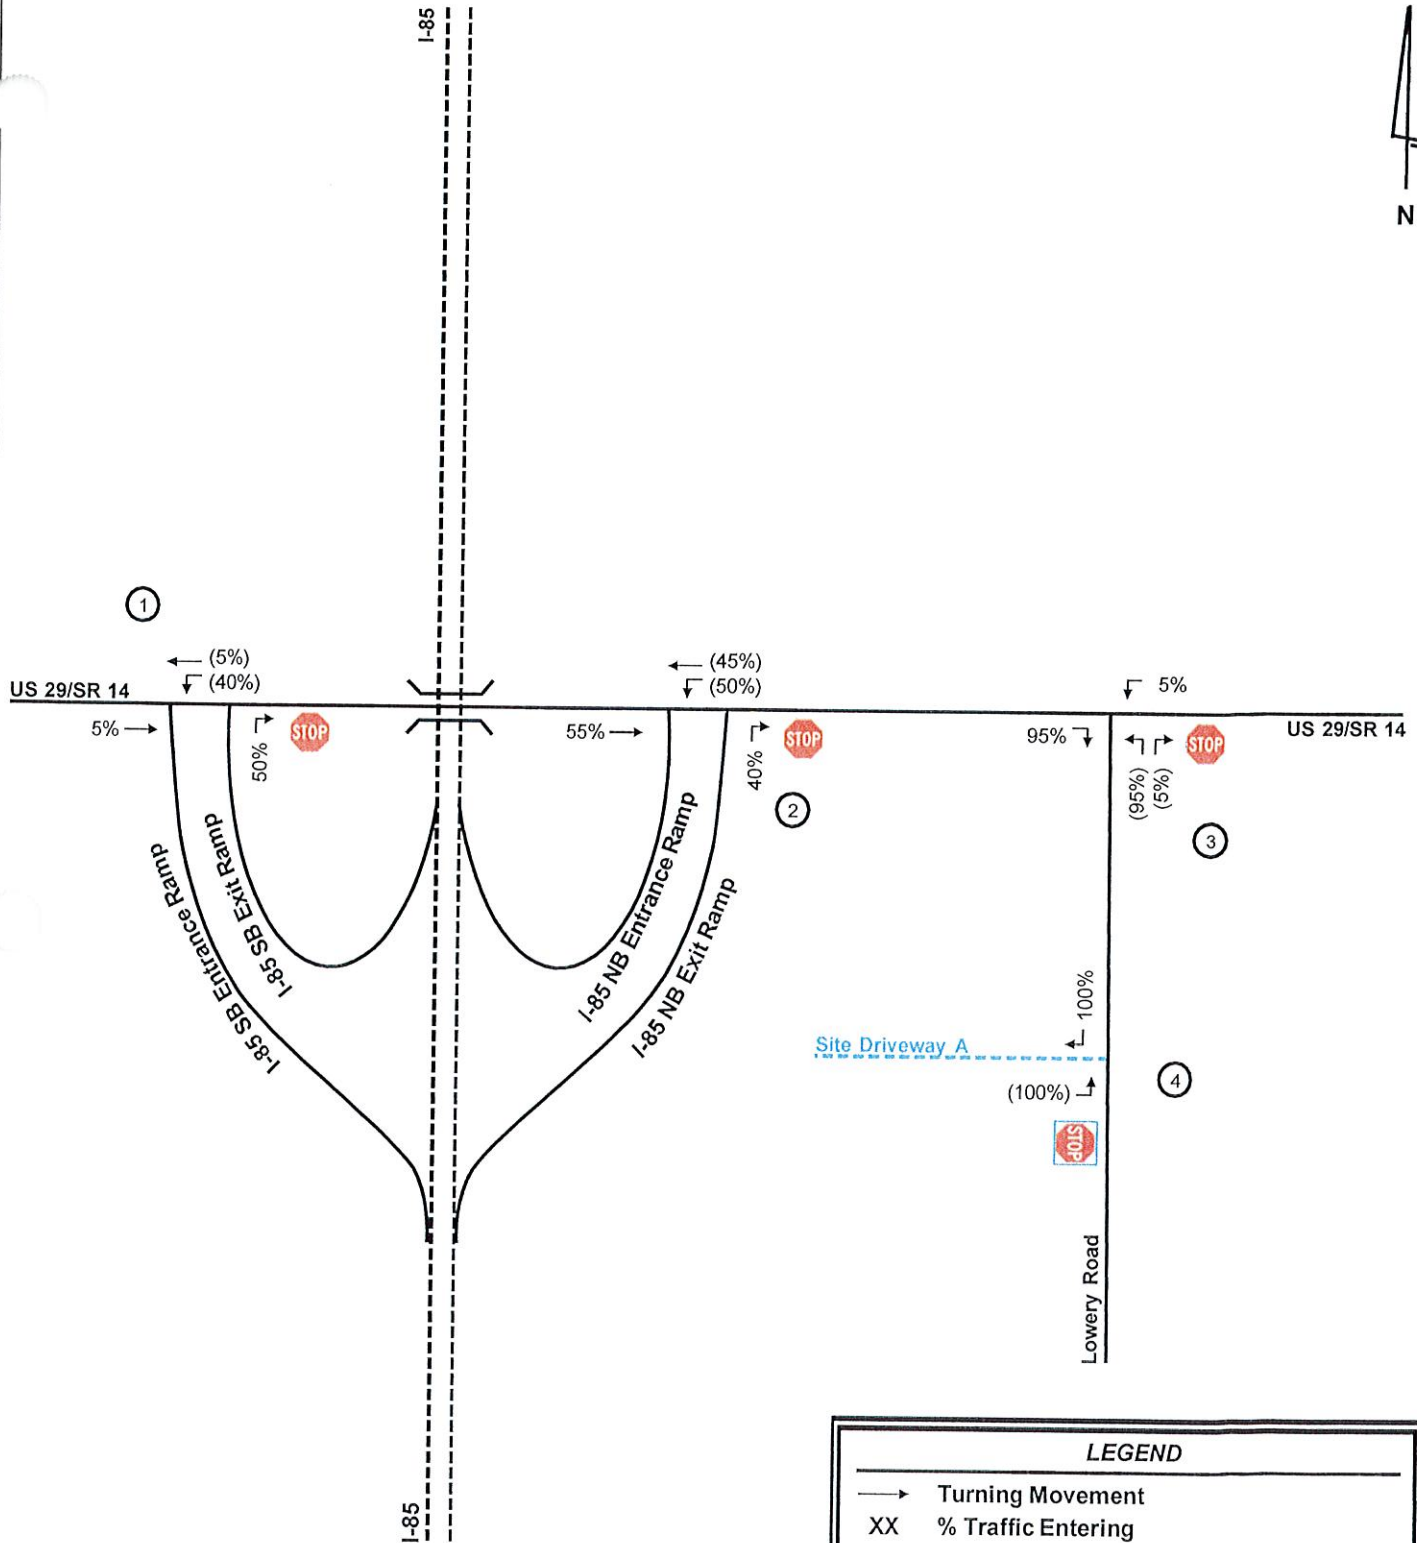 I-85
N
1
(5%)
(40%)
(45%)
(50%)
5%
US 29/SR 14
US 29/SR 14
5%
50%
STOP
55%
40%
STOP
95%
(95%)
(5%)
STOP
2
3
I-85 SB Entrance Ramp
I-85 SB Exit Ramp
I-85 NB Entrance Ramp
I-85 NB Exit Ramp
100%
Site Driveway A
(100%)
4
STOP
Lowery Road
I-85
LEGEND
Turning Movement
XX % Traffic Entering